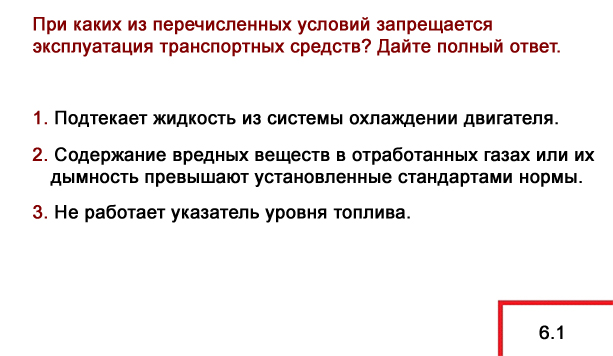 При каких из перечисленных условий запрещается
эксплуатация транспортных средств? Дайте полный ответ.
1. Подтекает жидкость из системы охлаждении двигателя.
2. Содержание вредных веществ в отработанных газах или их
дымность превышают установленные стандартами нормы.
3. Не работает указатель уровня топлива.
6.1